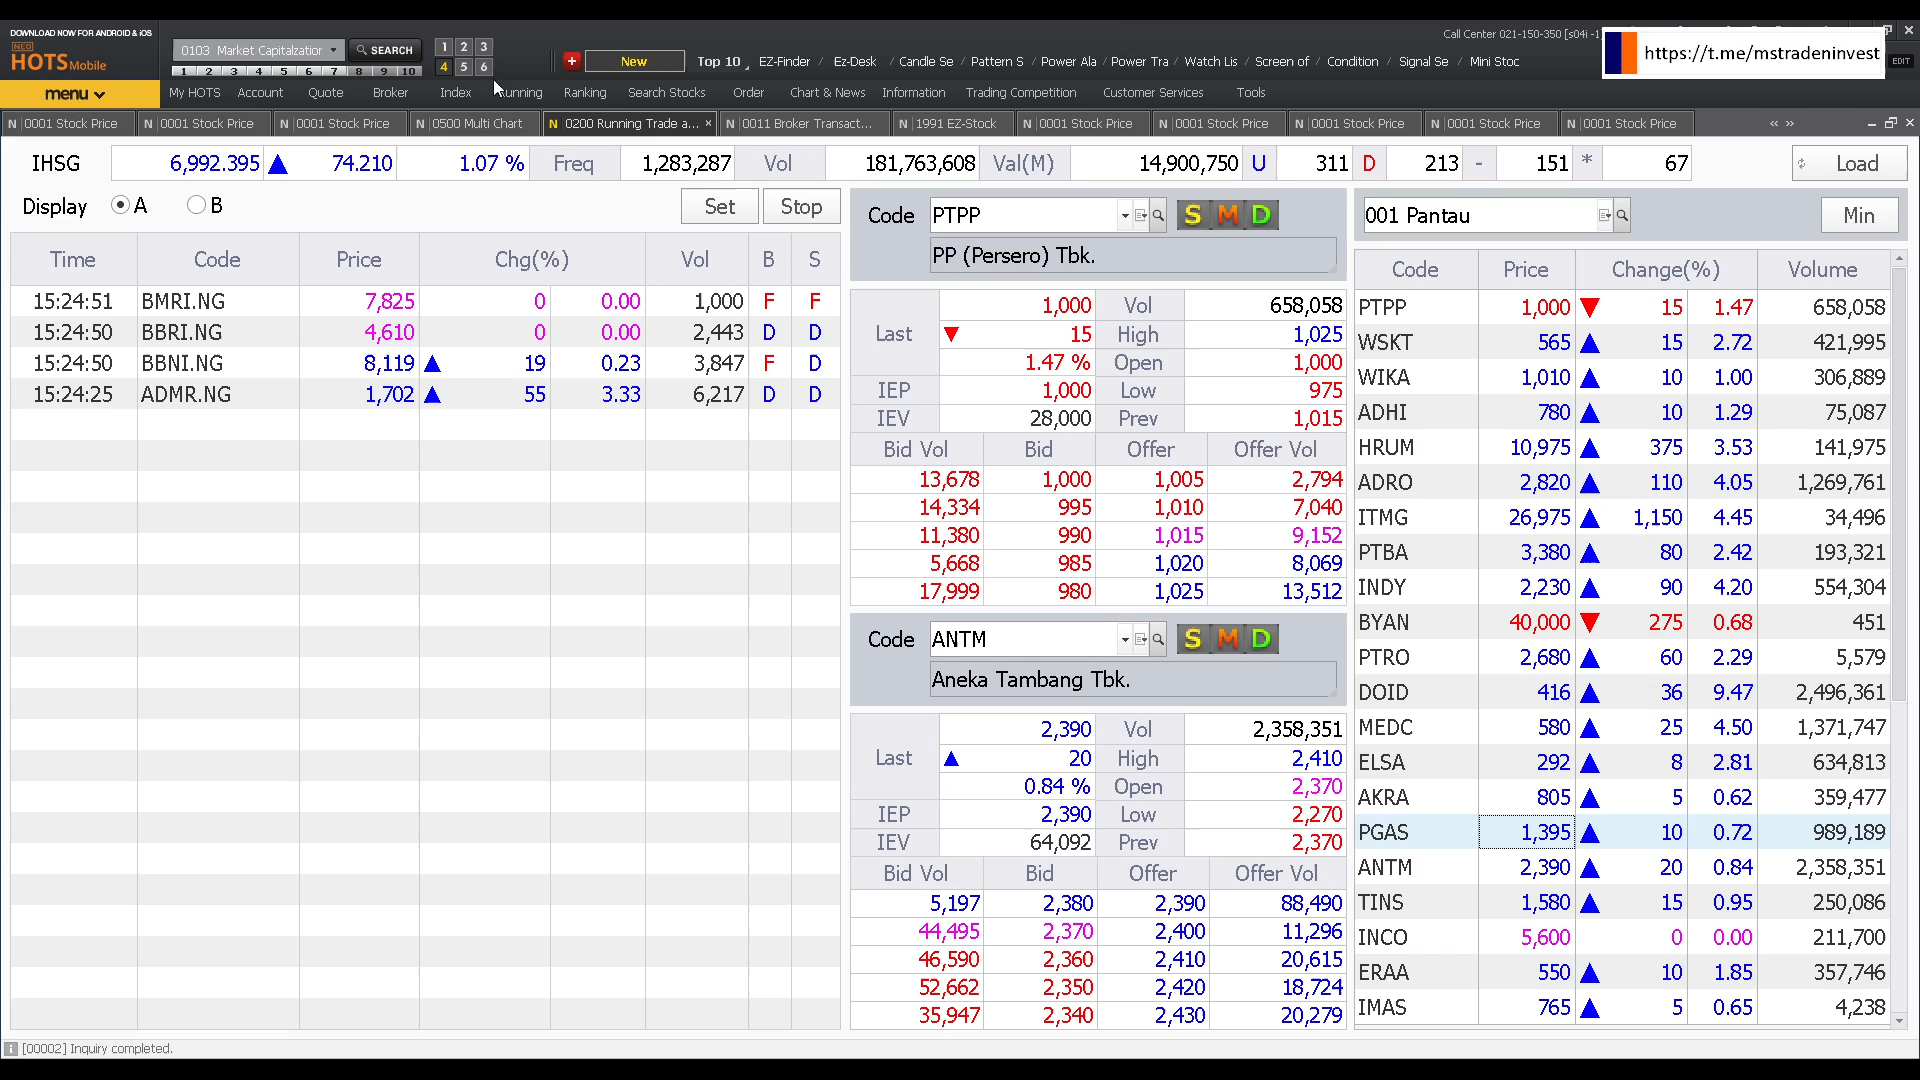 DOWNLOAD NOW FOR ANDROID & iOS
NEO
HOTS Mobile
0103 Market Capitalzatior
SEARCH
1 2 3
4 5 6
1 2 3 4 5 6 7 8 9 10
New
Top 10
EZ-Finder / Ez-Desk / Candle Se / Pattern S / Power Ala / Power Tra / Watch Lis / Screen of / Condition / Signal Se / Mini Stoc
Call Center 021-150-350 [s04i -1
https://t.me/mstradeninvest
EDIT
menu
My HOTS Account Quote Broker Index Running Ranking Search Stocks Order Chart & News Information Trading Competition Customer Services Tools
N 0001 Stock Price N 0001 Stock Price N 0001 Stock Price N 0500 Multi Chart N 0200 Running Trade a... × N 0011 Broker Transact... N 1991 EZ-Stock N 0001 Stock Price N 0001 Stock Price N 0001 Stock Price N 0001 Stock Price N 0001 Stock Price « »
IHSG 6,992.395 ▲ 74.210 1.07 % Freq 1,283,287 Vol 181,763,608 Val(M) 14,900,750 U 311 D 213 - 151 * 67 Load
Display A B Set Stop
Time Code Price Chg(%) Vol B S
15:24:51 BMRI.NG 7,825 0 0.00 1,000 F F
15:24:50 BBRI.NG 4,610 0 0.00 2,443 D D
15:24:50 BBNI.NG 8,119 ▲ 19 0.23 3,847 F D
15:24:25 ADMR.NG 1,702 ▲ 55 3.33 6,217 D D
Code PTPP S M D
PP (Persero) Tbk.
1,000 Vol 658,058
Last ▼ 15 High 1,025
1.47 % Open 1,000
IEP 1,000 Low 975
IEV 28,000 Prev 1,015
Bid Vol Bid Offer Offer Vol
13,678 1,000 1,005 2,794
14,334 995 1,010 7,040
11,380 990 1,015 9,152
5,668 985 1,020 8,069
17,999 980 1,025 13,512
Code ANTM S M D
Aneka Tambang Tbk.
2,390 Vol 2,358,351
Last ▲ 20 High 2,410
0.84 % Open 2,370
IEP 2,390 Low 2,270
IEV 64,092 Prev 2,370
Bid Vol Bid Offer Offer Vol
5,197 2,380 2,390 88,490
44,495 2,370 2,400 11,296
46,590 2,360 2,410 20,615
52,662 2,350 2,420 18,724
35,947 2,340 2,430 20,279
001 Pantau Min
Code Price Change(%) Volume
PTPP 1,000 ▼ 15 1.47 658,058
WSKT 565 ▲ 15 2.72 421,995
WIKA 1,010 ▲ 10 1.00 306,889
ADHI 780 ▲ 10 1.29 75,087
HRUM 10,975 ▲ 375 3.53 141,975
ADRO 2,820 ▲ 110 4.05 1,269,761
ITMG 26,975 ▲ 1,150 4.45 34,496
PTBA 3,380 ▲ 80 2.42 193,321
INDY 2,230 ▲ 90 4.20 554,304
BYAN 40,000 ▼ 275 0.68 451
PTRO 2,680 ▲ 60 2.29 5,579
DOID 416 ▲ 36 9.47 2,496,361
MEDC 580 ▲ 25 4.50 1,371,747
ELSA 292 ▲ 8 2.81 634,813
AKRA 805 ▲ 5 0.62 359,477
PGAS 1,395 ▲ 10 0.72 989,189
ANTM 2,390 ▲ 20 0.84 2,358,351
TINS 1,580 ▲ 15 0.95 250,086
INCO 5,600 0 0.00 211,700
ERAA 550 ▲ 10 1.85 357,746
IMAS 765 ▲ 5 0.65 4,238
[00002] Inquiry completed.